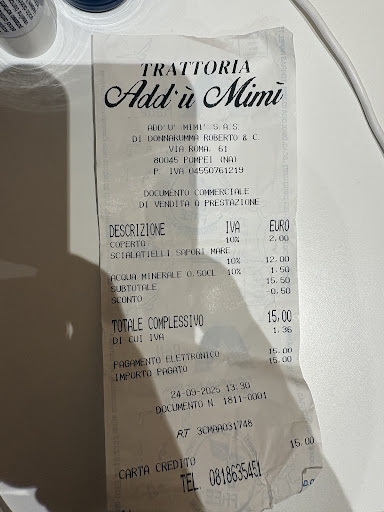 TRATTORIA
Add'ù Mimì
ADD'U' MIMI' S.A.S.
DI DONNARUMMA ROBERTO & C.
VIA ROMA, 61
80045 POMPEI (NA)
P. IVA 04550761219
DOCUMENTO COMMERCIALE
DI VENDITA O PRESTAZIONE
DESCRIZIONE IVA EURO
COPERTO 10% 2,00
SCIALATIELLI SAPORI MARE
10% 12,00
ACQUA MINERALE 0.50CL 10% 1,50
SUBTOTALE 15,50
SCONTO -0,50
TOTALE COMPLESSIVO 15,00
DI CUI IVA 1,36
PAGAMENTO ELETTRONICO 15,00
IMPORTO PAGATO 15,00
24-09-2025 13:30
DOCUMENTO N. 1811-0001
RT 3CMAA031748
CARTA CREDITO 15,00
TEL. 0818635451